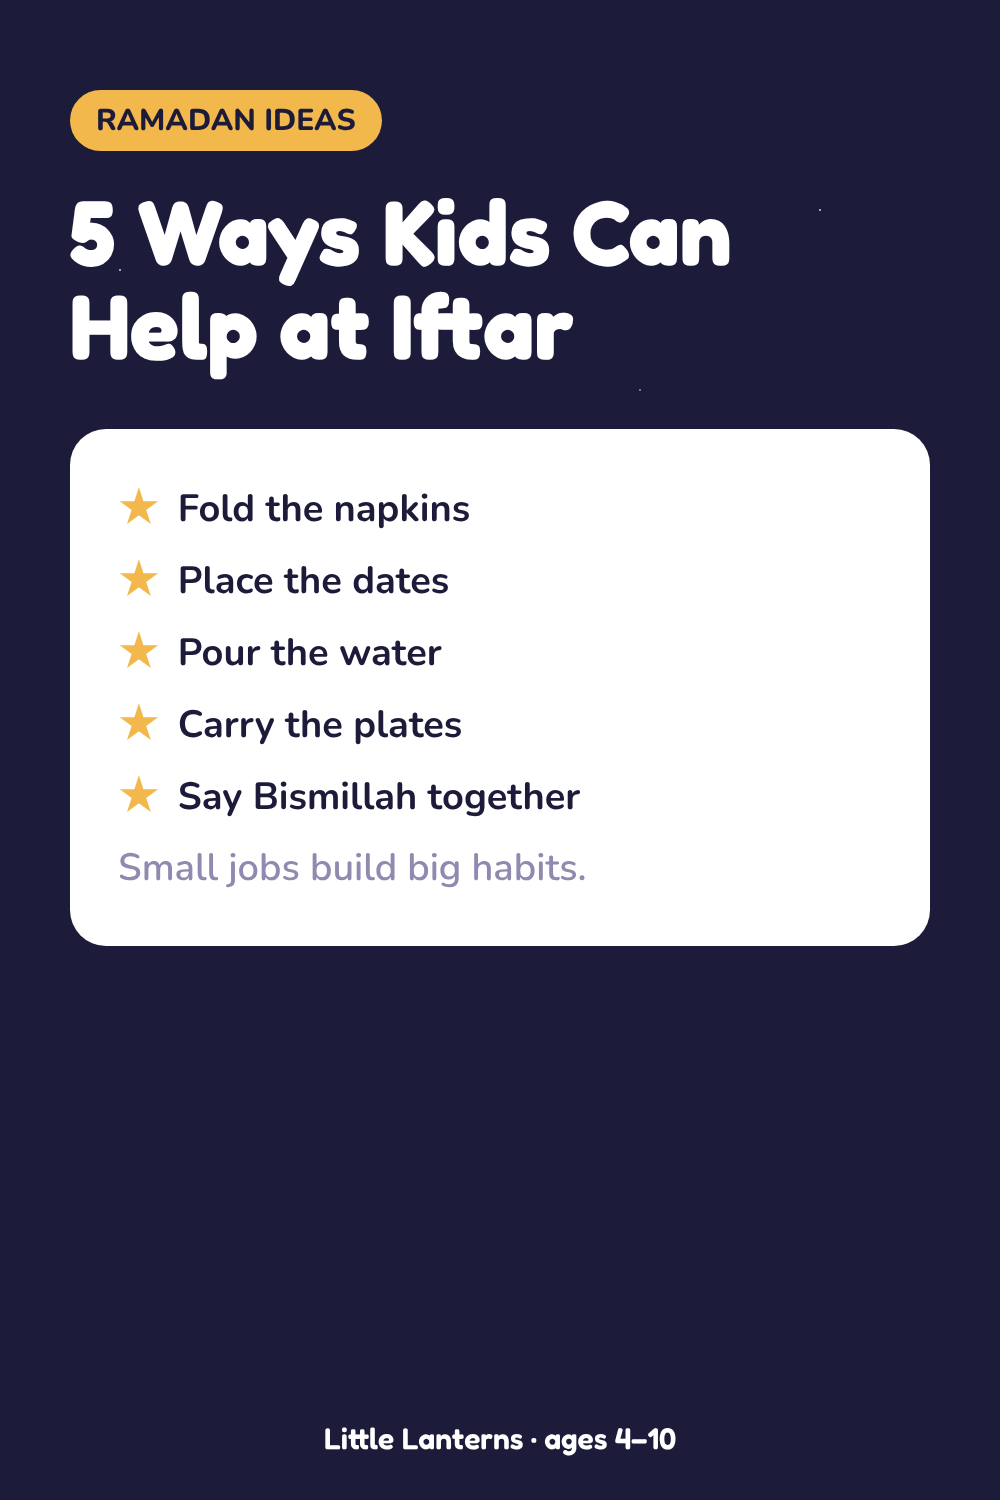 RAMADAN IDEAS
5 Ways Kids Can
Help at Iftar
★ Fold the napkins
★ Place the dates
★ Pour the water
★ Carry the plates
★ Say Bismillah together
Small jobs build big habits.
Little Lanterns · ages 4–10